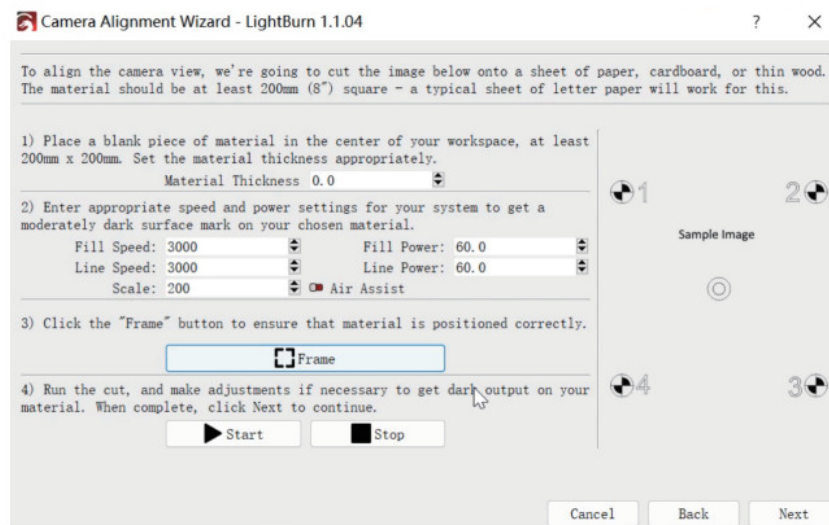 Camera Alignment Wizard - LightBurn 1.1.04
?
To align the camera view, we're going to cut the image below onto a sheet of paper, cardboard, or thin wood.
The material should be at least 200mm (8") square - a typical sheet of letter paper will work for this.
1) Place a blank piece of material in the center of your workspace, at least
200mm x 200mm. Set the material thickness appropriately.
Material Thickness 0.0
2) Enter appropriate speed and power settings for your system to get a
moderately dark surface mark on your chosen material.
Fill Speed: 3000 Fill Power: 60.0
Line Speed: 3000 Line Power: 60.0
Scale: 200 Air Assist
3) Click the "Frame" button to ensure that material is positioned correctly.
Frame
4) Run the cut, and make adjustments if necessary to get dark output on your
material. When complete, click Next to continue.
Start Stop
1 2
Sample Image
4 3
Cancel Back Next